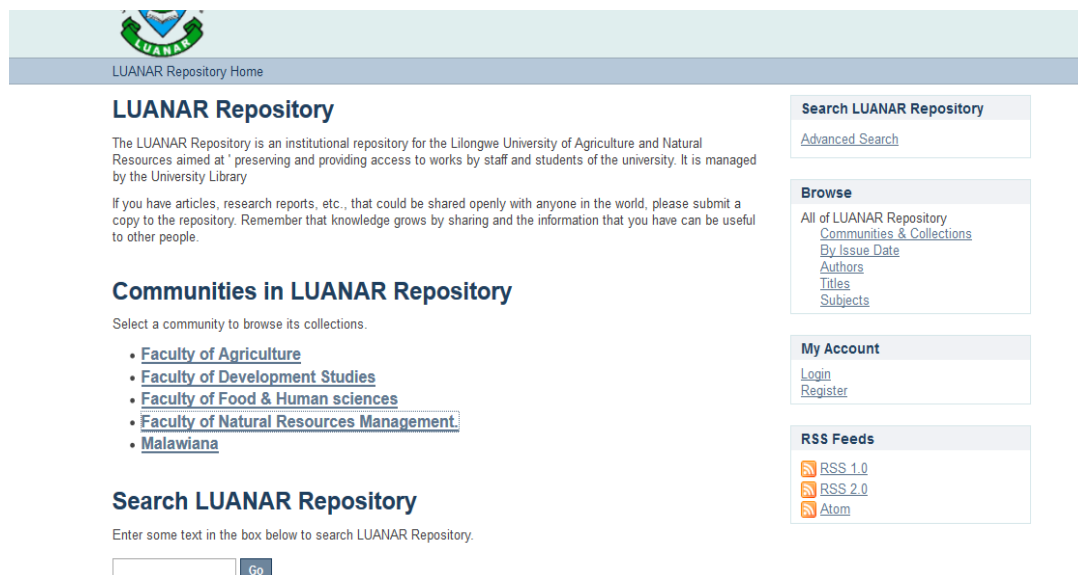 LUANAR
LUANAR Repository Home
LUANAR Repository
The LUANAR Repository is an institutional repository for the Lilongwe University of Agriculture and Natural
Resources aimed at ' preserving and providing access to works by staff and students of the university. It is managed
by the University Library
If you have articles, research reports, etc., that could be shared openly with anyone in the world, please submit a
copy to the repository. Remember that knowledge grows by sharing and the information that you have can be useful
to other people.
Communities in LUANAR Repository
Select a community to browse its collections.
• Faculty of Agriculture
• Faculty of Development Studies
• Faculty of Food & Human sciences
• Faculty of Natural Resources Management.
• Malawiana
Search LUANAR Repository
Enter some text in the box below to search LUANAR Repository.
Go
Search LUANAR Repository
Advanced Search
Browse
All of LUANAR Repository
Communities & Collections
By Issue Date
Authors
Titles
Subjects
My Account
Login
Register
RSS Feeds
RSS 1.0
RSS 2.0
Atom